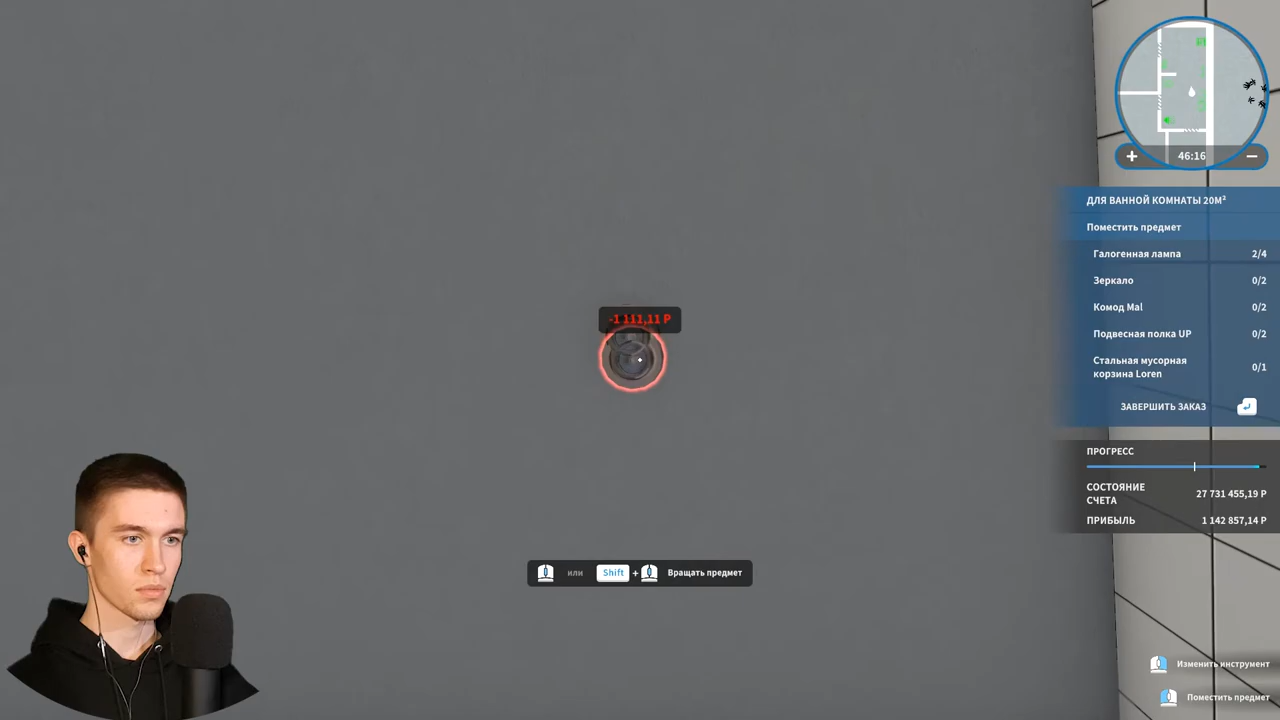 46:16
ДЛЯ ВАННОЙ КОМНАТЫ 20М²
Поместить предмет
Галогенная лампа 2/4
Зеркало 0/2
Комод Mal 0/2
Подвесная полка UP 0/2
Стальная мусорная
корзина Loren 0/1
ЗАВЕРШИТЬ ЗАКАЗ
ПРОГРЕСС
СОСТОЯНИЕ
СЧЕТА 27 731 455,19 Р
ПРИБЫЛЬ 1 142 857,14 Р
-1 111,11 Р
или Shift + Вращать предмет
Изменить инструмент
Поместить предмет